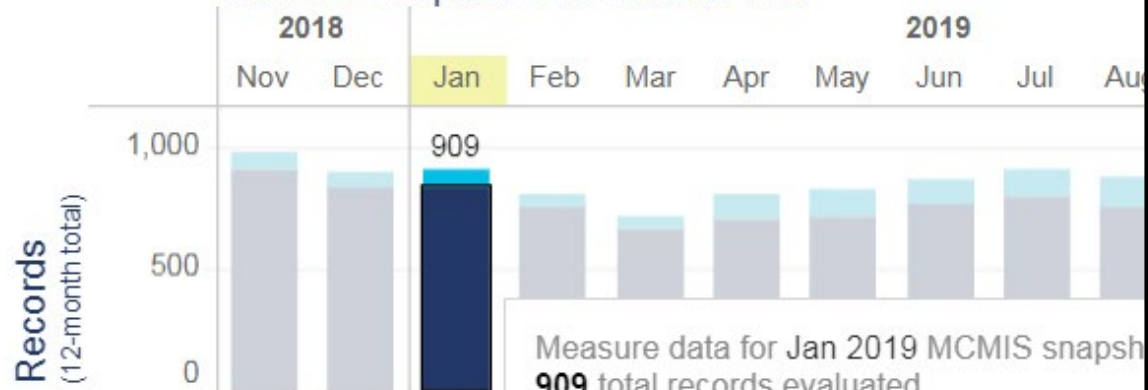 2018 2019
Nov Dec Jan Feb Mar Apr May Jun Jul
1,000
909
500
0
Records
(12-month total)
Measure data for Jan 2019 MCMIS
909 total records evaluated